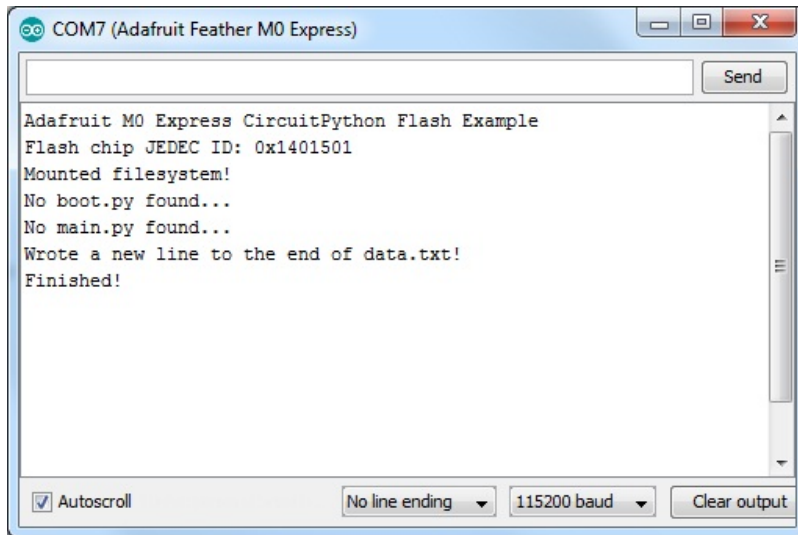 COM7 (Adafruit Feather M0 Express)
Send
Adafruit M0 Express CircuitPython Flash Example
Flash chip JEDEC ID: 0x1401501
Mounted filesystem!
No boot.py found...
No main.py found...
Wrote a new line to the end of data.txt!
Finished!
Autoscroll No line ending 115200 baud Clear output